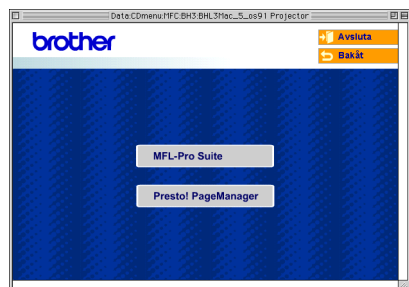 Data:CDmenu:MFC:BH3:BHL3Mac_5_os91 Projector
brother
Avsluta
Bakåt
MFL-Pro Suite
Presto! PageManager